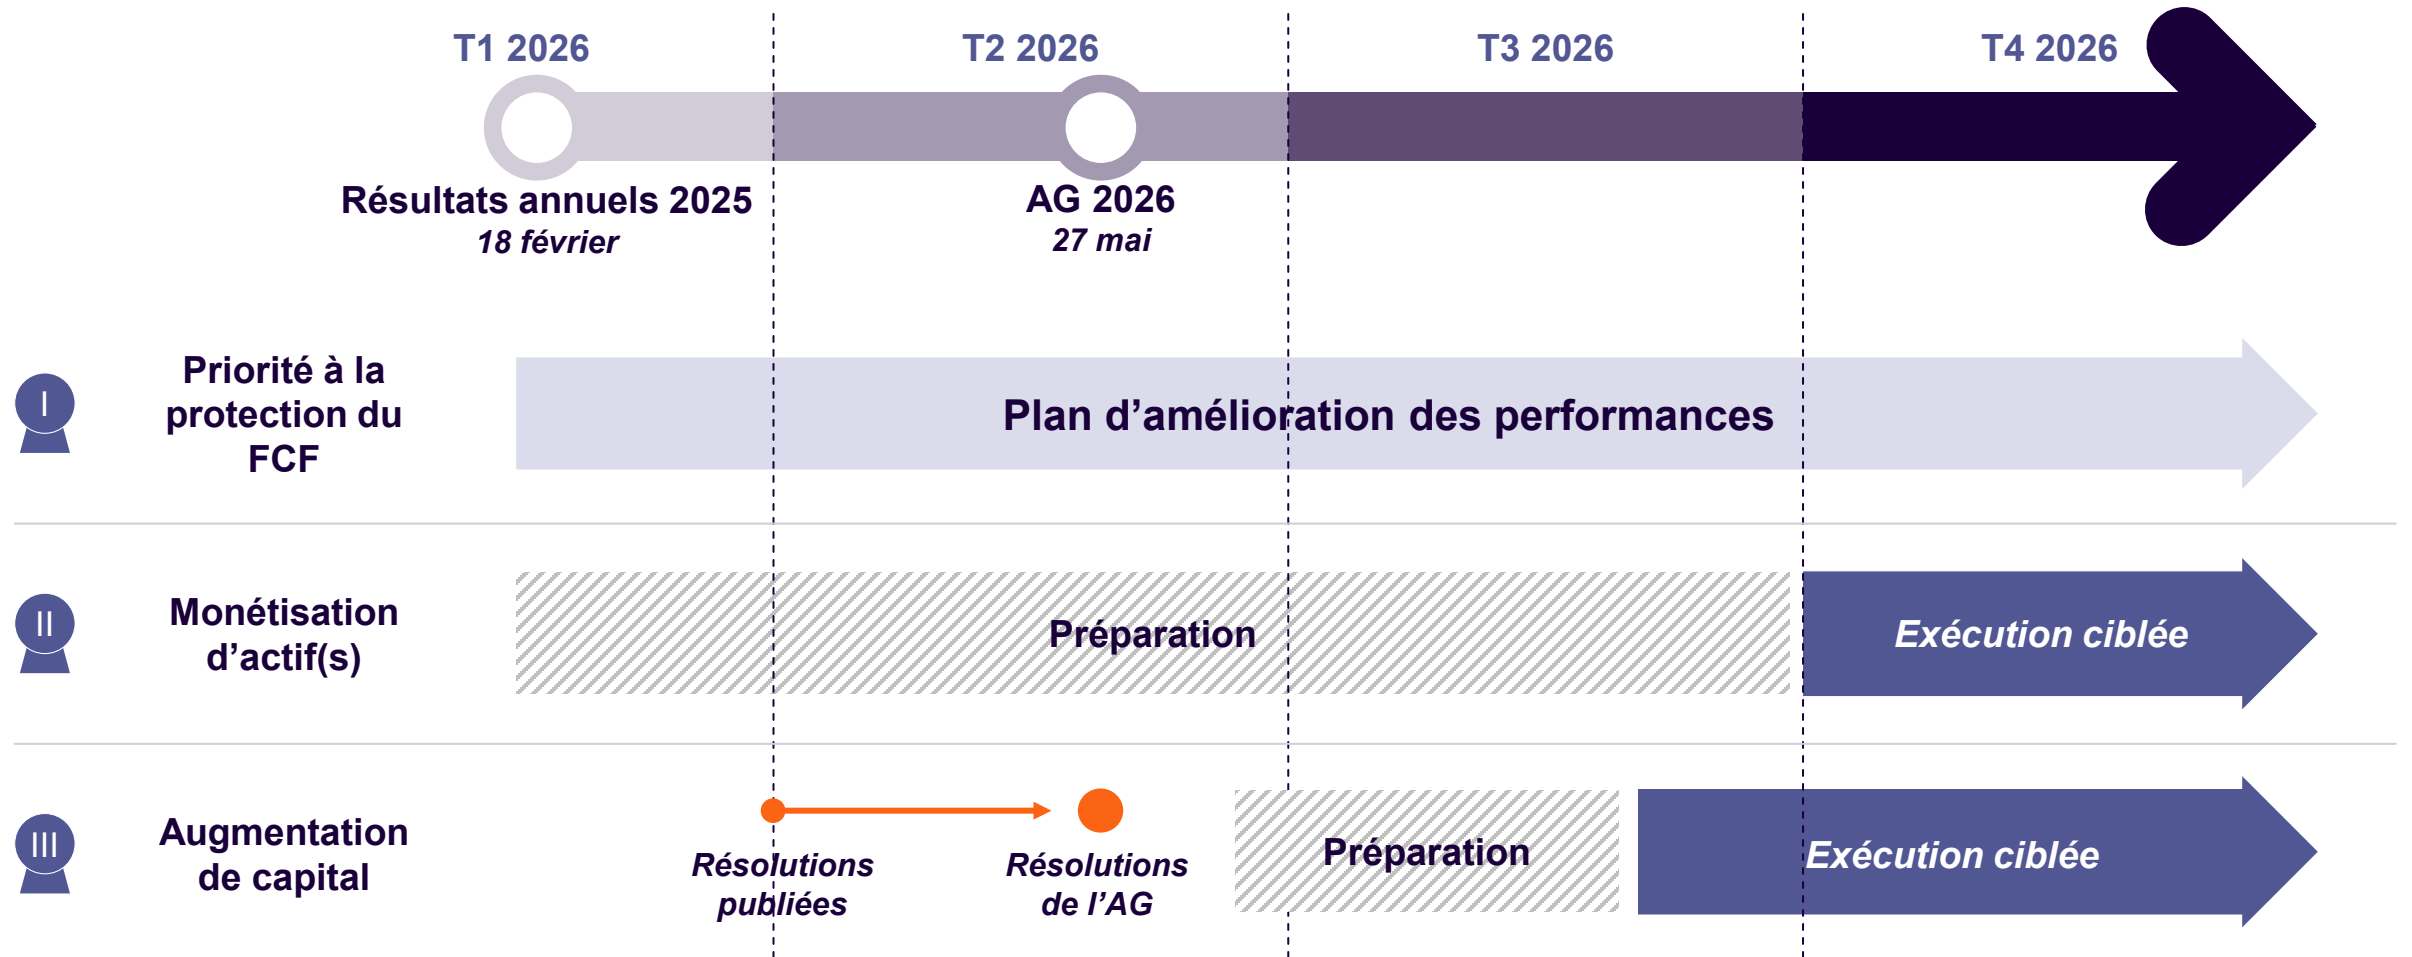 T1 2026
T2 2026
T3 2026
T4 2026
Résultats annuels 2025
18 février
AG 2026
27 mai
I
Priorité à la
protection du
FCF
Plan d’amélioration des performances
II
Monétisation
d’actif(s)
Préparation
Exécution ciblée
III
Augmentation
de capital
Résolutions
publiées
Résolutions
de l’AG
Préparation
Exécution ciblée